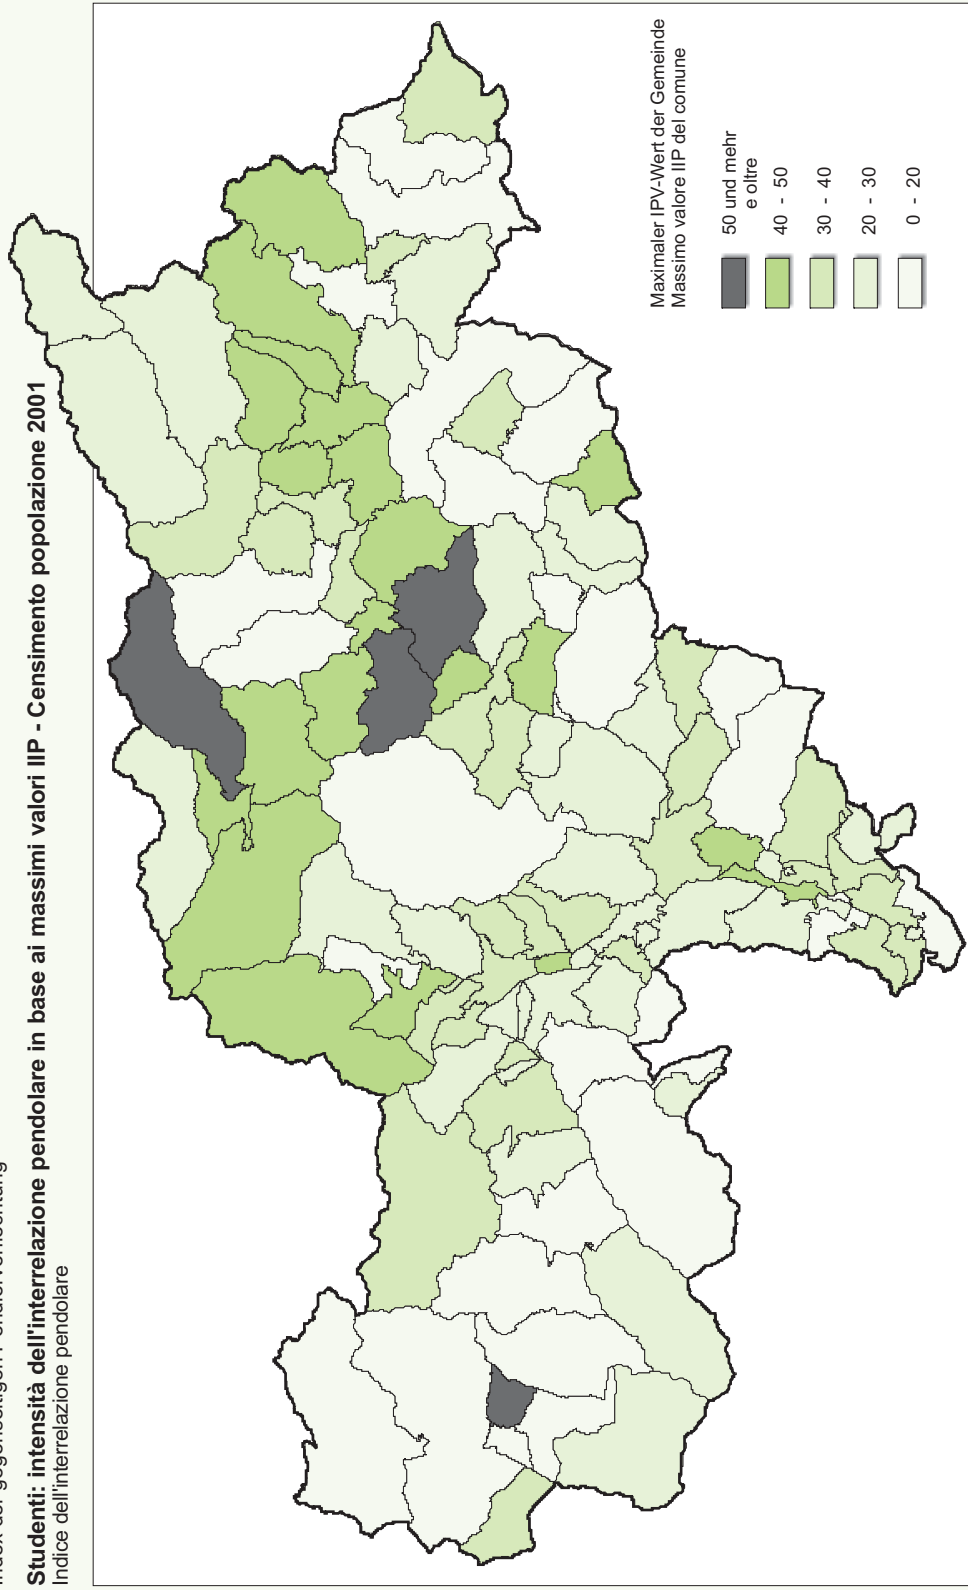 Studenti: intensità dell'interrelazione pendolare in base ai massimi valori IIP - Censimento popolazione 2001
Indice dell'interrelazione pendolare
Maximaler IPV-Wert der Gemeinde
Massimo valore IIP del comune
50 und mehr
e oltre
40 - 50
30 - 40
20 - 30
0 - 20